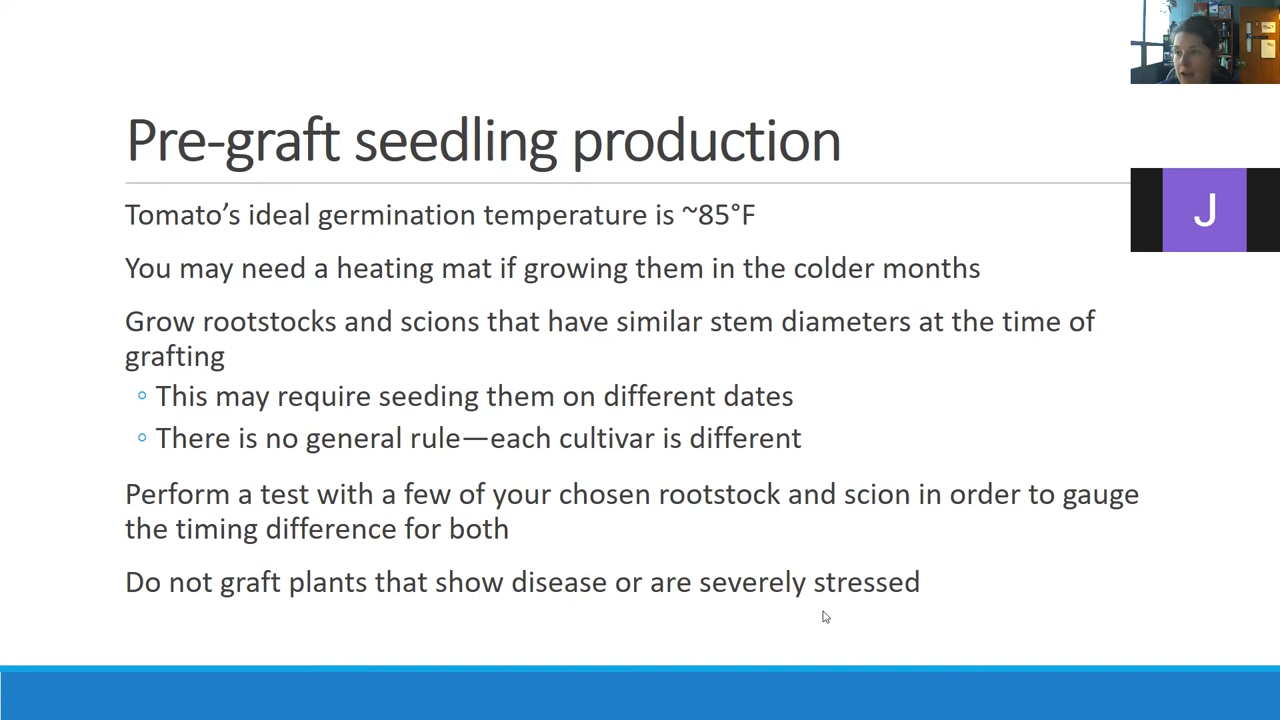 Pre-graft seedling production
Tomato’s ideal germination temperature is ~85°F
You may need a heating mat if growing them in the colder months
Grow rootstocks and scions that have similar stem diameters at the time of
grafting
◦ This may require seeding them on different dates
◦ There is no general rule—each cultivar is different
Perform a test with a few of your chosen rootstock and scion in order to gauge
the timing difference for both
Do not graft plants that show disease or are severely stressed
J